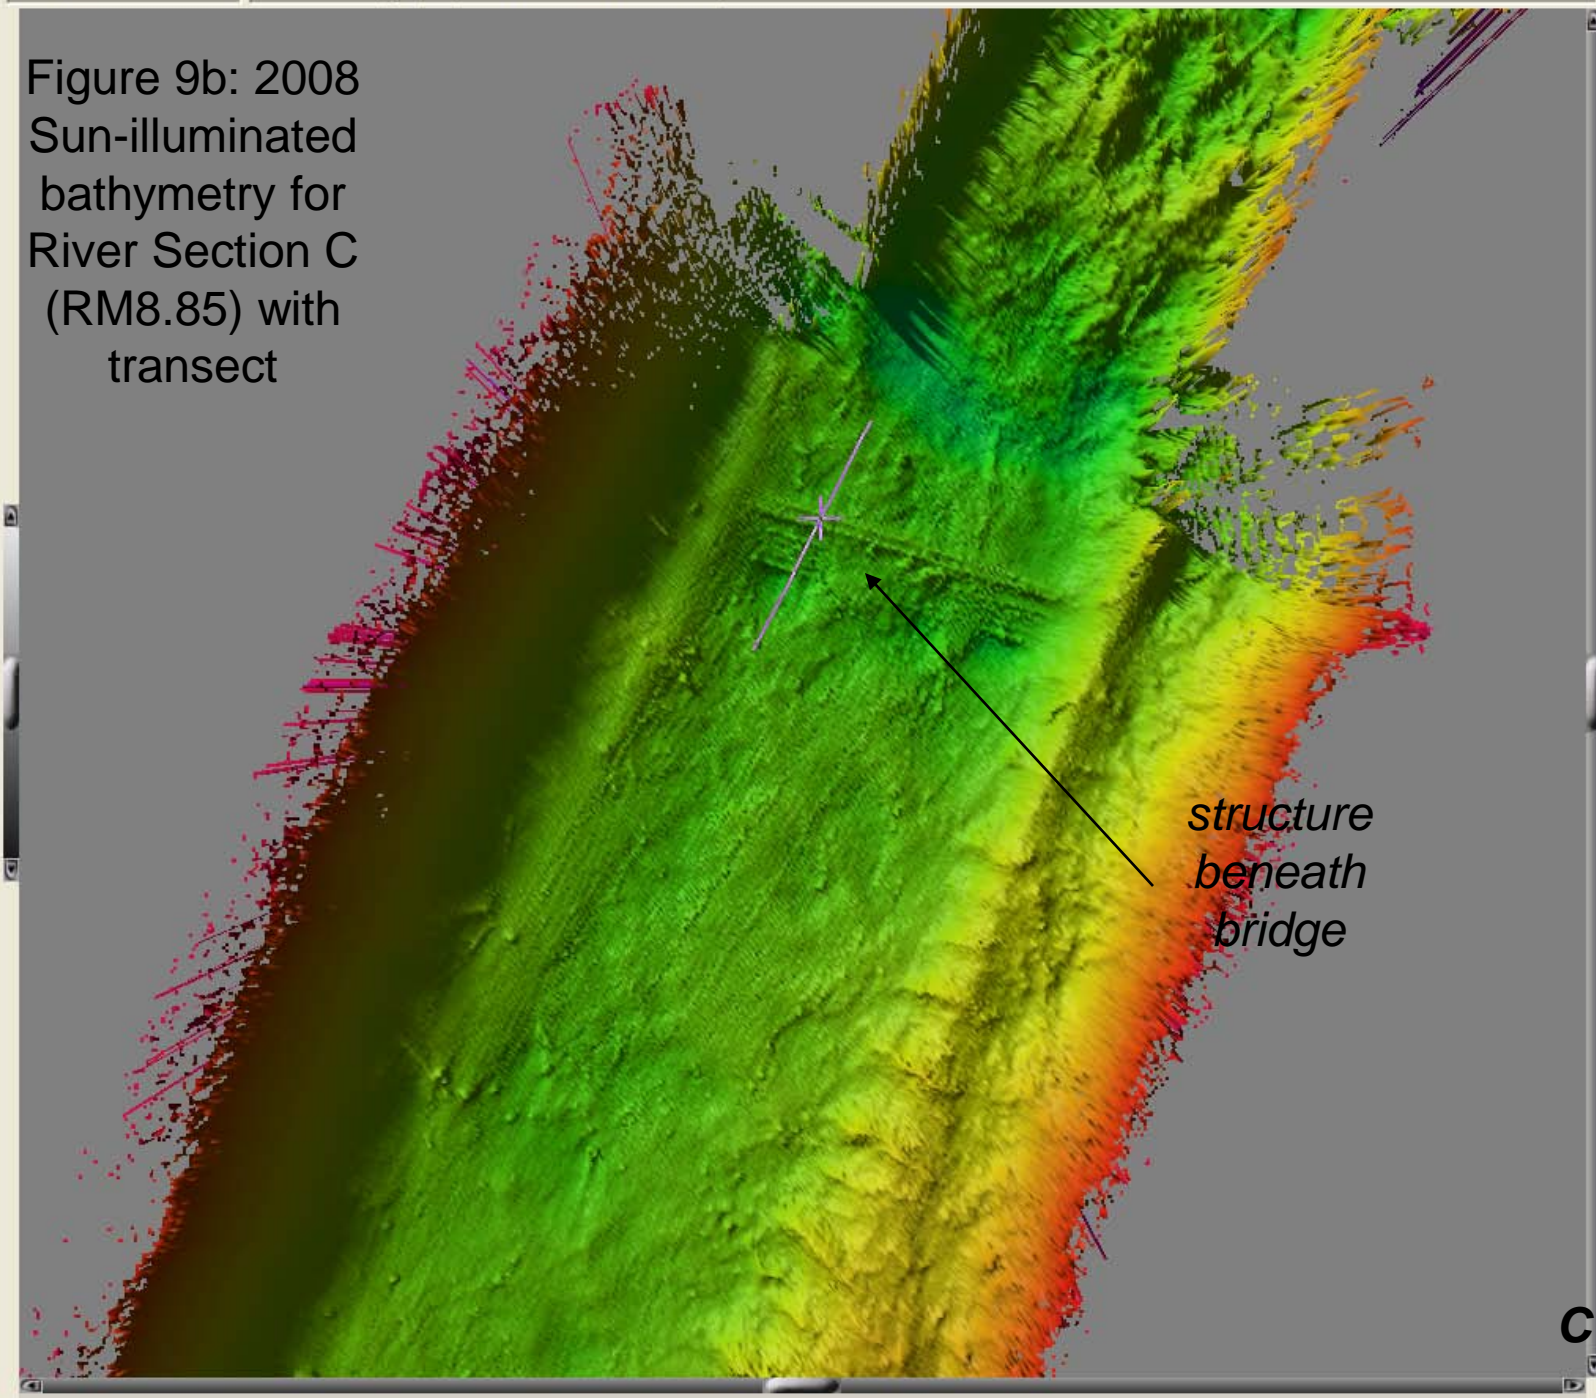 Figure 9b: 2008
Sun-illuminated
bathymetry for
River Section C
(RM8.85) with
transect
structure
beneath
bridge
C